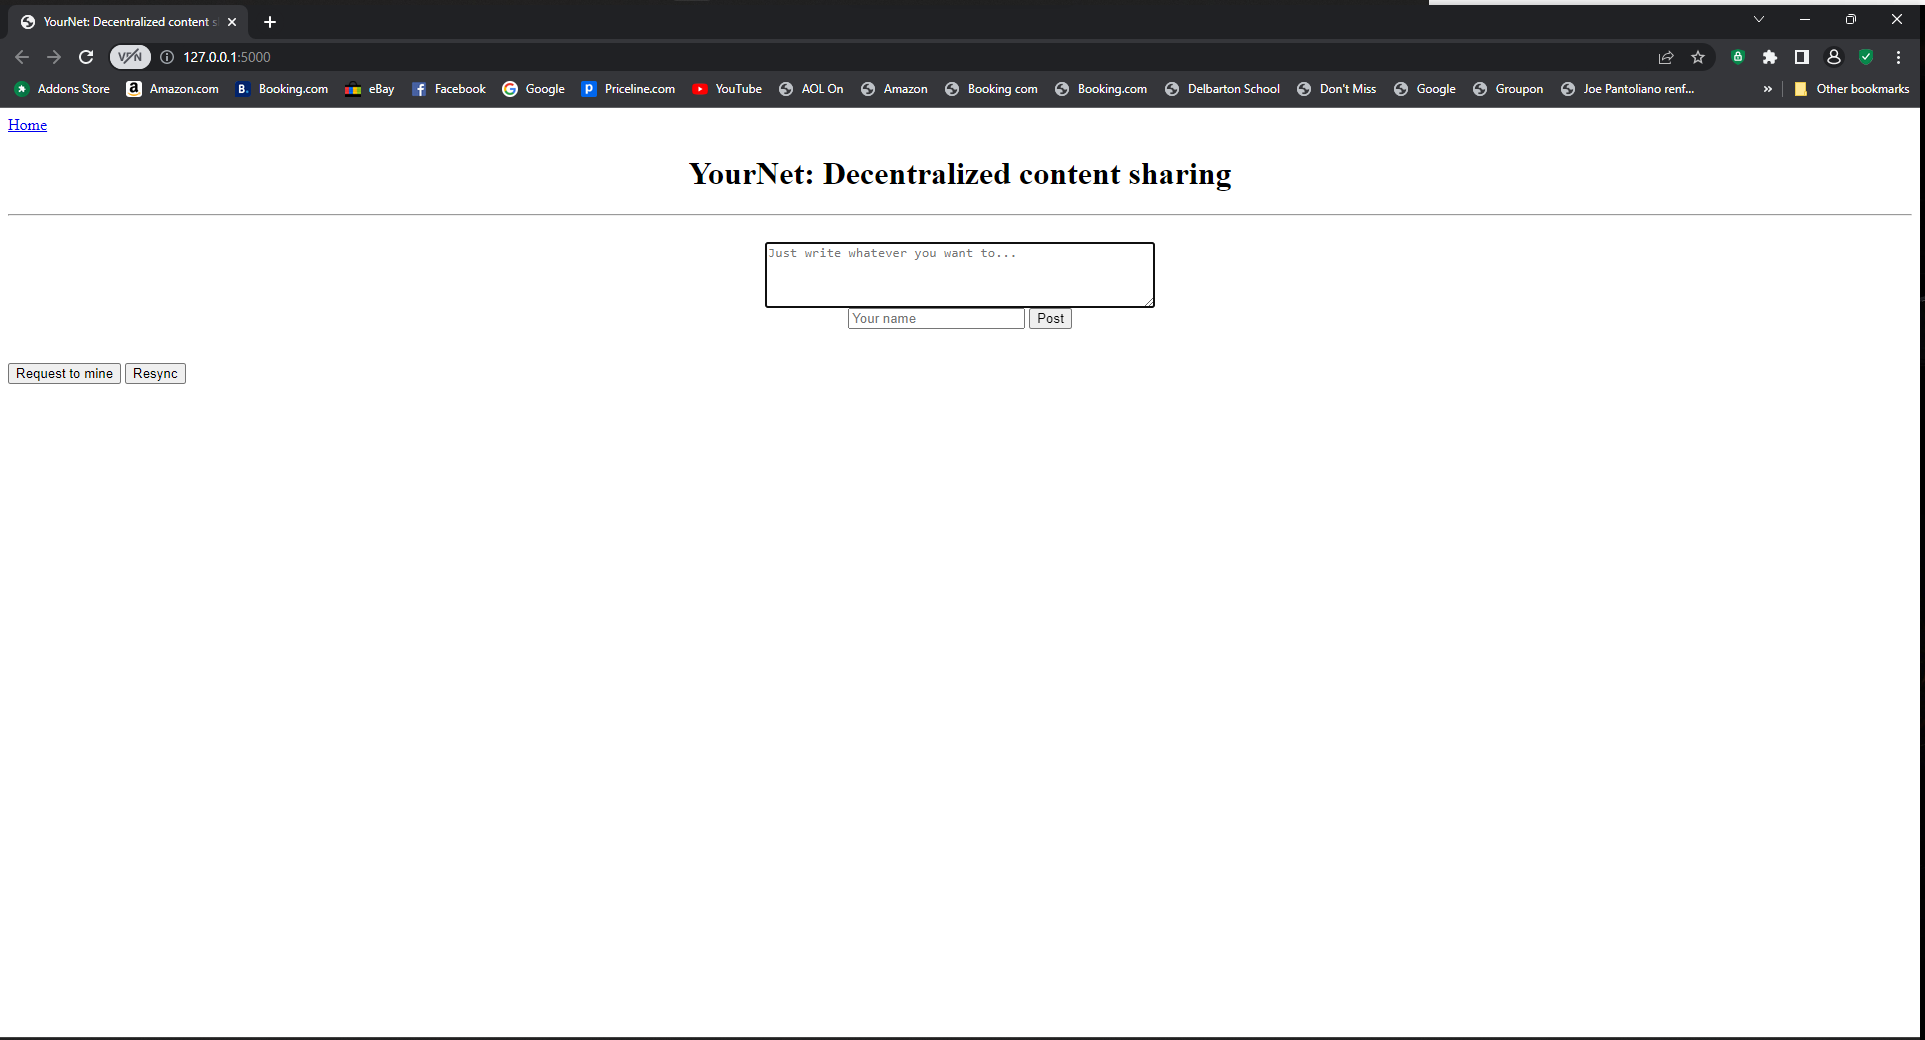 YourNet: Decentralized content s
VPN
127.0.0.1:5000
Addons Store Amazon.com Booking.com eBay Facebook Google Priceline.com YouTube AOL On Amazon Booking com Booking.com Delbarton School Don't Miss Google Groupon Joe Pantoliano renf... » Other bookmarks
Home
YourNet: Decentralized content sharing
Just write whatever you want to...
Your name Post
Request to mine Resync